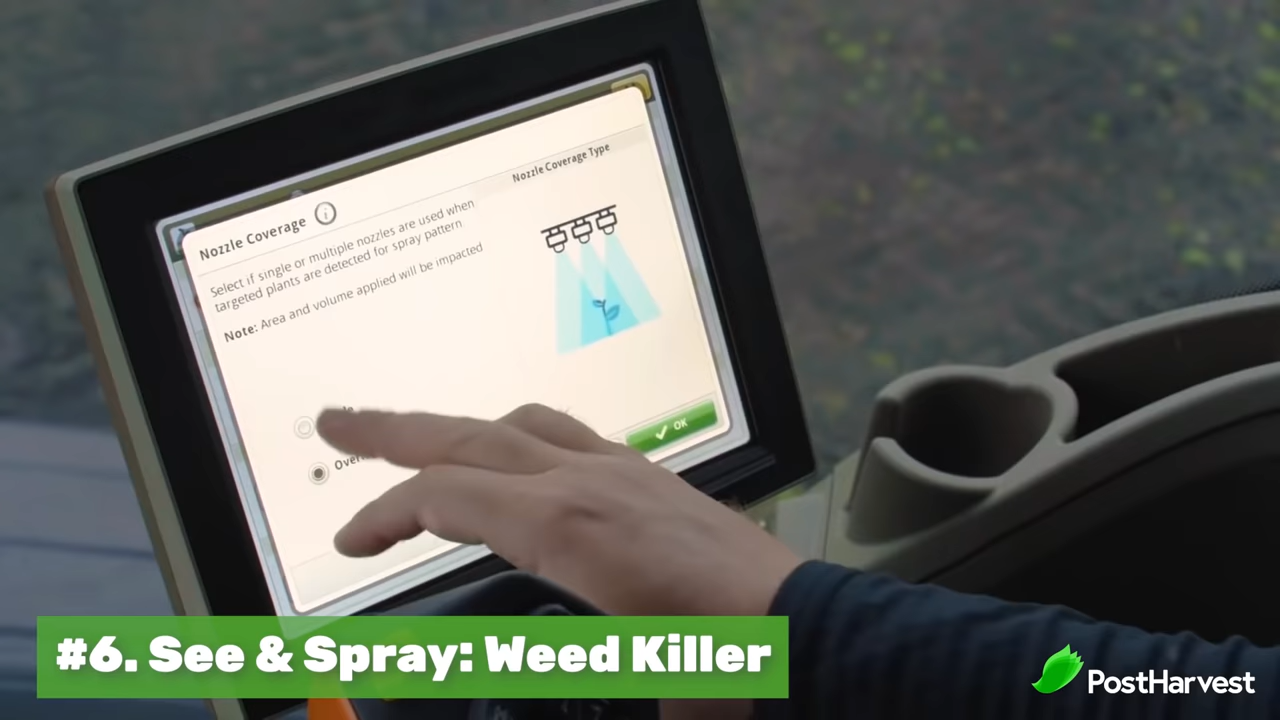 Nozzle Coverage Type
Nozzle Coverage i
Select if single or multiple nozzles are used when
targeted plants are detected for spray pattern
Note: Area and volume applied will be impacted
OK
#6. See & Spray: Weed Killer
PostHarvest